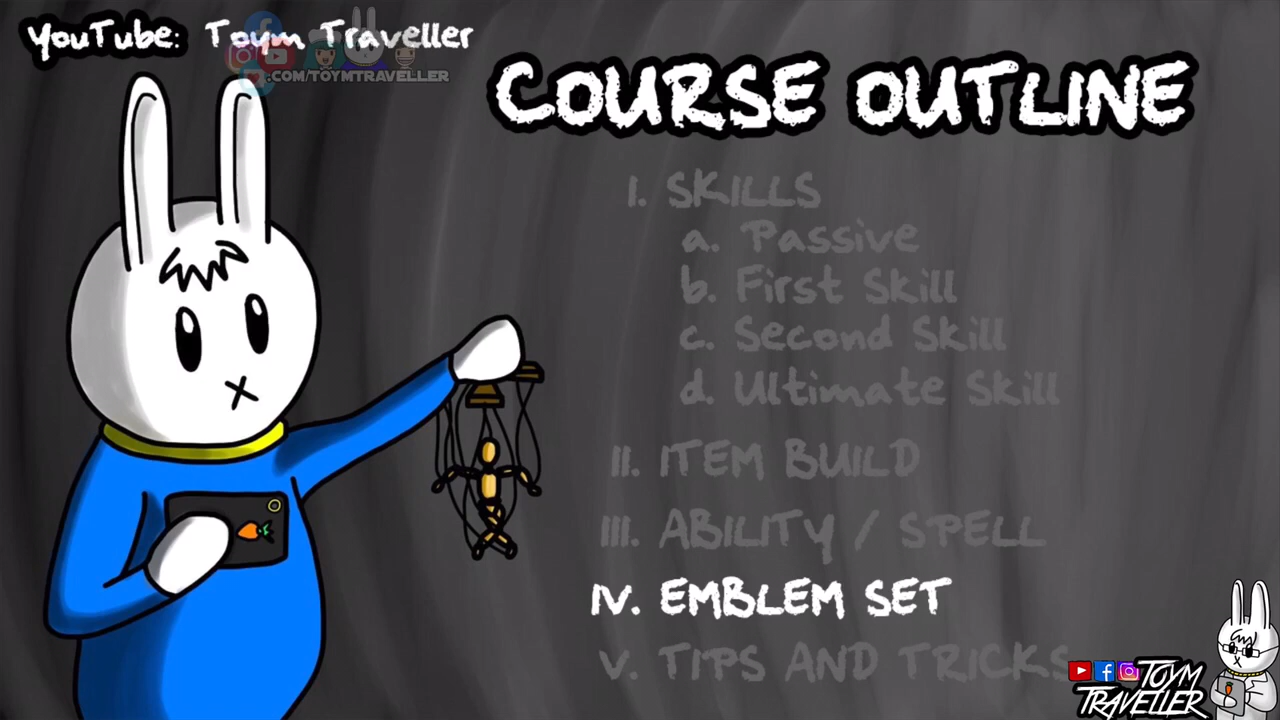 YouTube: Toym Traveller
.COM/TOYMTRAVELLER
COURSE OUTLINE
I. SKILLS
a. Passive
b. First Skill
c. Second Skill
d. Ultimate Skill
II. ITEM BUILD
III. ABILITY / SPELL
IV. EMBLEM SET
V. TIPS AND TRICKS
TOYM
TRAVELLER